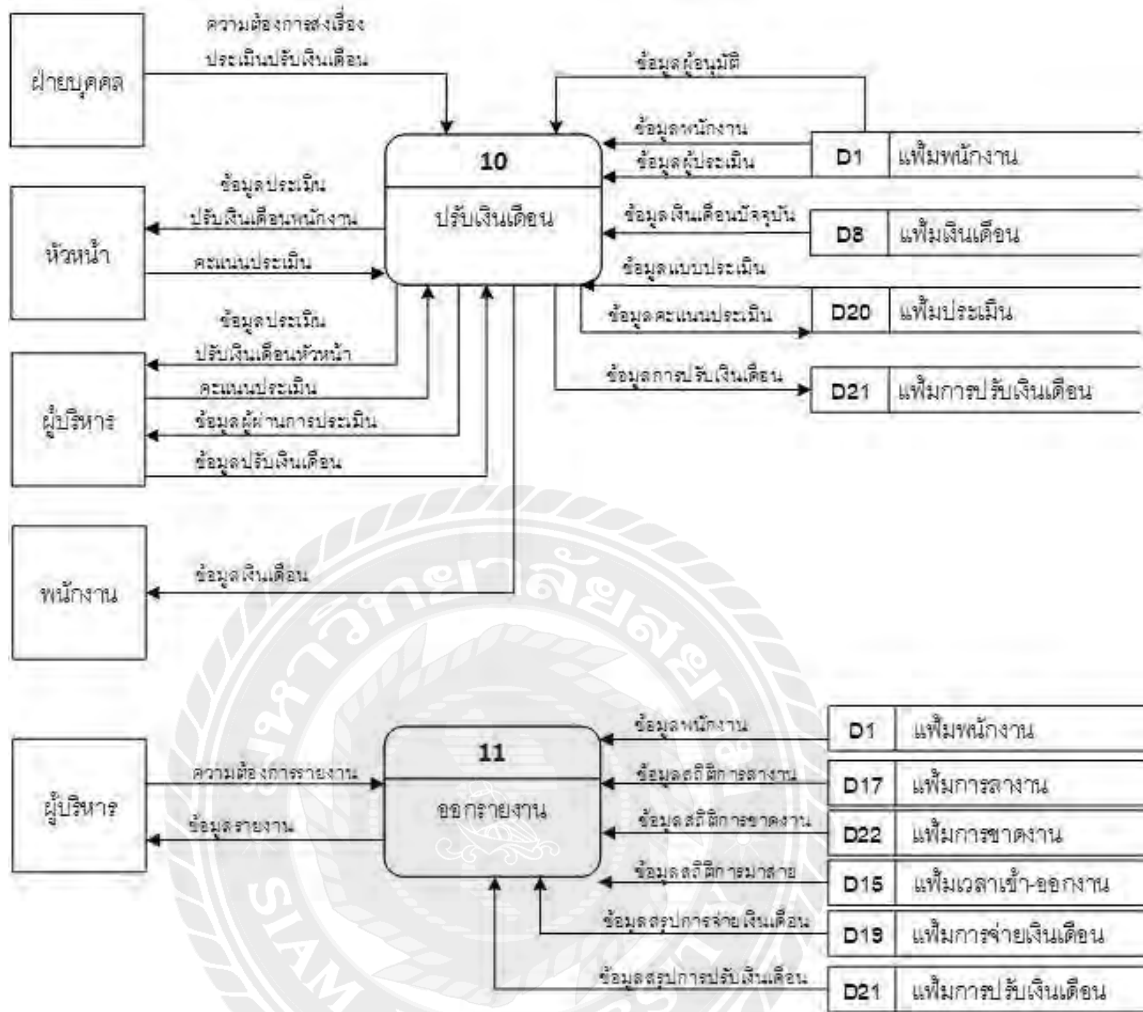 ความต้องการส่งเรื่อง
ประเมินปรับเงินเดือน
ฝ่ายบุคคล
ข้อมูลผู้อนุมัติ
ข้อมูลพนักงาน
ข้อมูลผู้ประเมิน
D1 แฟ้มพนักงาน
10
ปรับเงินเดือน
ข้อมูลประเมิน
ปรับเงินเดือนพนักงาน
หัวหน้า
คะแนนประเมิน
ข้อมูลเงินเดือนปัจจุบัน
D8 แฟ้มเงินเดือน
ข้อมูลแบบประเมิน
ข้อมูลคะแนนประเมิน
D20 แฟ้มประเมิน
ข้อมูลประเมิน
ปรับเงินเดือนหัวหน้า
คะแนนประเมิน
ผู้บริหาร
ข้อมูลผู้ผ่านการประเมิน
ข้อมูลปรับเงินเดือน
ข้อมูลการปรับเงินเดือน
D21 แฟ้มการปรับเงินเดือน
พนักงาน
ข้อมูลเงินเดือน
มหาวิทยาลัยสยาม
ผู้บริหาร
ความต้องการรายงาน
ข้อมูลรายงาน
11
ออกรายงาน
ข้อมูลพนักงาน
D1 แฟ้มพนักงาน
ข้อมูลสถิติการลางาน
D17 แฟ้มการลางาน
ข้อมูลสถิติการขาดงาน
D22 แฟ้มการขาดงาน
ข้อมูลสถิติการมาสาย
D15 แฟ้มเวลาเข้า-ออกงาน
ข้อมูลสรุปการจ่ายเงินเดือน
D19 แฟ้มการจ่ายเงินเดือน
ข้อมูลสรุปการปรับเงินเดือน
D21 แฟ้มการปรับเงินเดือน
SIAM